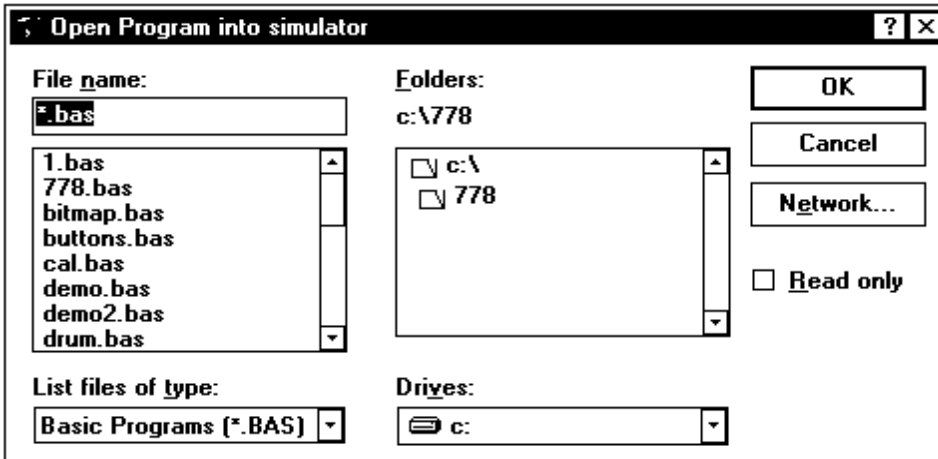 Open Program into simulator
? X
File name:
*.bas
1.bas
778.bas
bitmap.bas
buttons.bas
cal.bas
demo.bas
demo2.bas
drum.bas
List files of type:
Basic Programs (*.BAS)
Folders:
c:\778
c:\
778
Drives:
c:
OK
Cancel
Network...
Read only